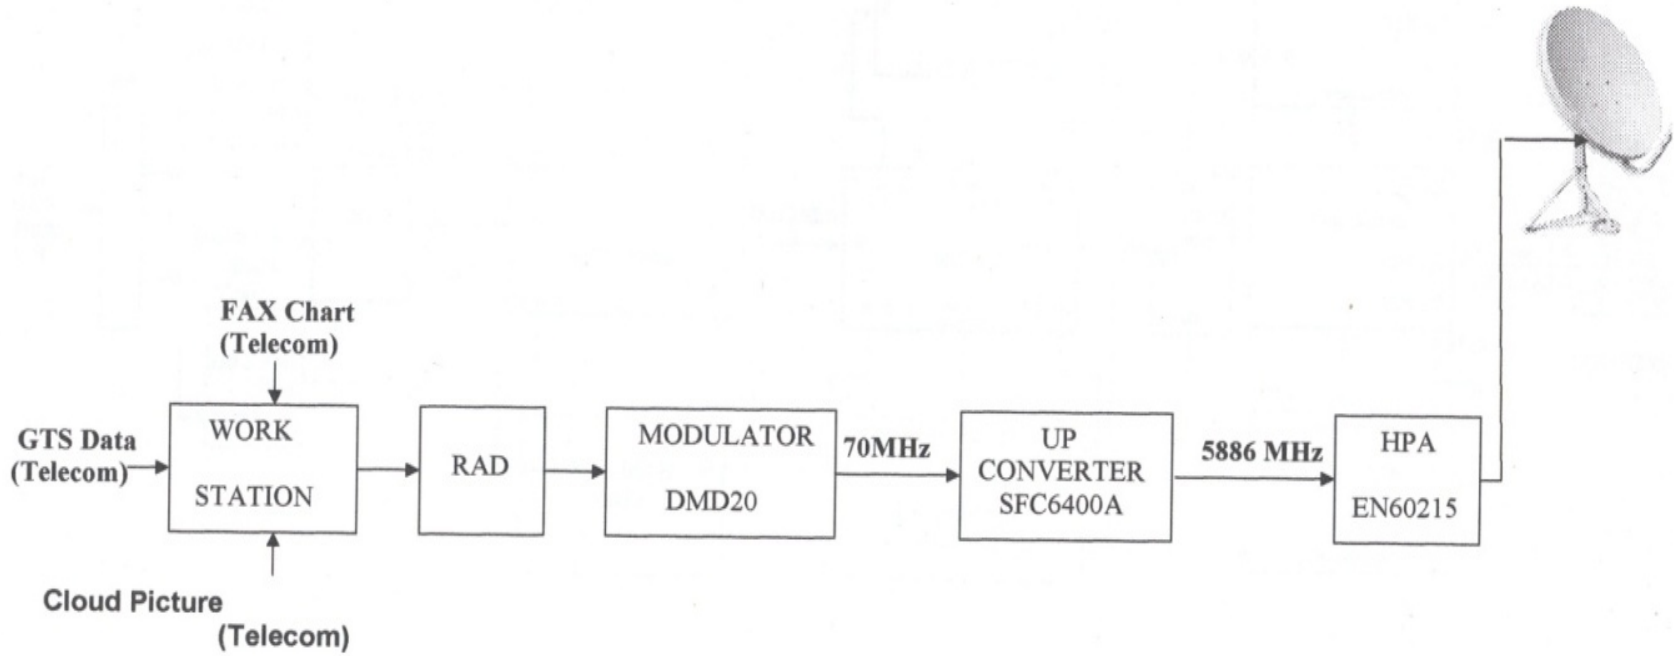 FAX Chart
(Telecom)
GTS Data
(Telecom)
WORK
STATION
RAD
MODULATOR
DMD20
70MHz
UP
CONVERTER
SFC6400A
5886 MHz
HPA
EN60215
Cloud Picture
(Telecom)